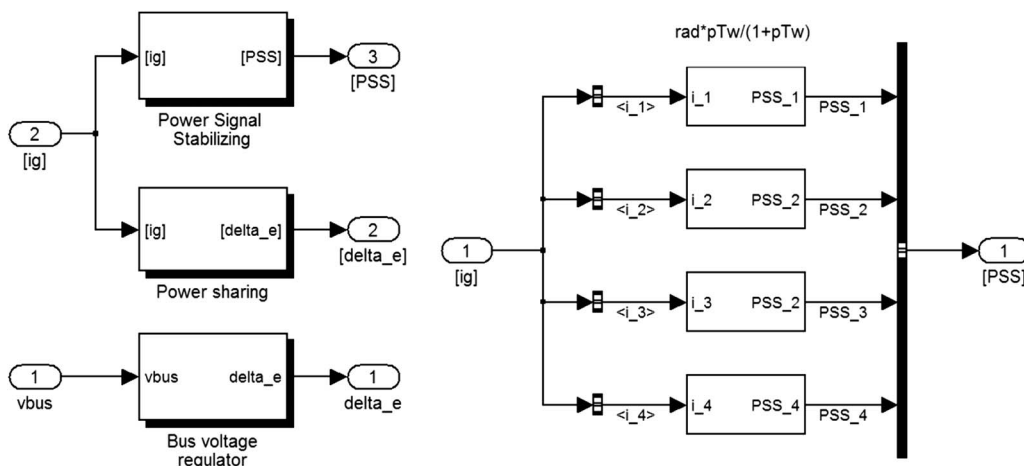 [ig]
[PSS]
3
[PSS]
Power Signal
Stabilizing
2
[ig]
[ig]
[delta_e]
2
[delta_e]
Power sharing
1
vbus
vbus
delta_e
1
delta_e
Bus voltage
regulator
rad*pTw/(1+pTw)
<i_1>
i_1
PSS_1
PSS_1
<i_2>
i_2
PSS_2
PSS_2
1
[ig]
1
[PSS]
<i_3>
i_3
PSS_2
PSS_3
<i_4>
i_4
PSS_4
PSS_4